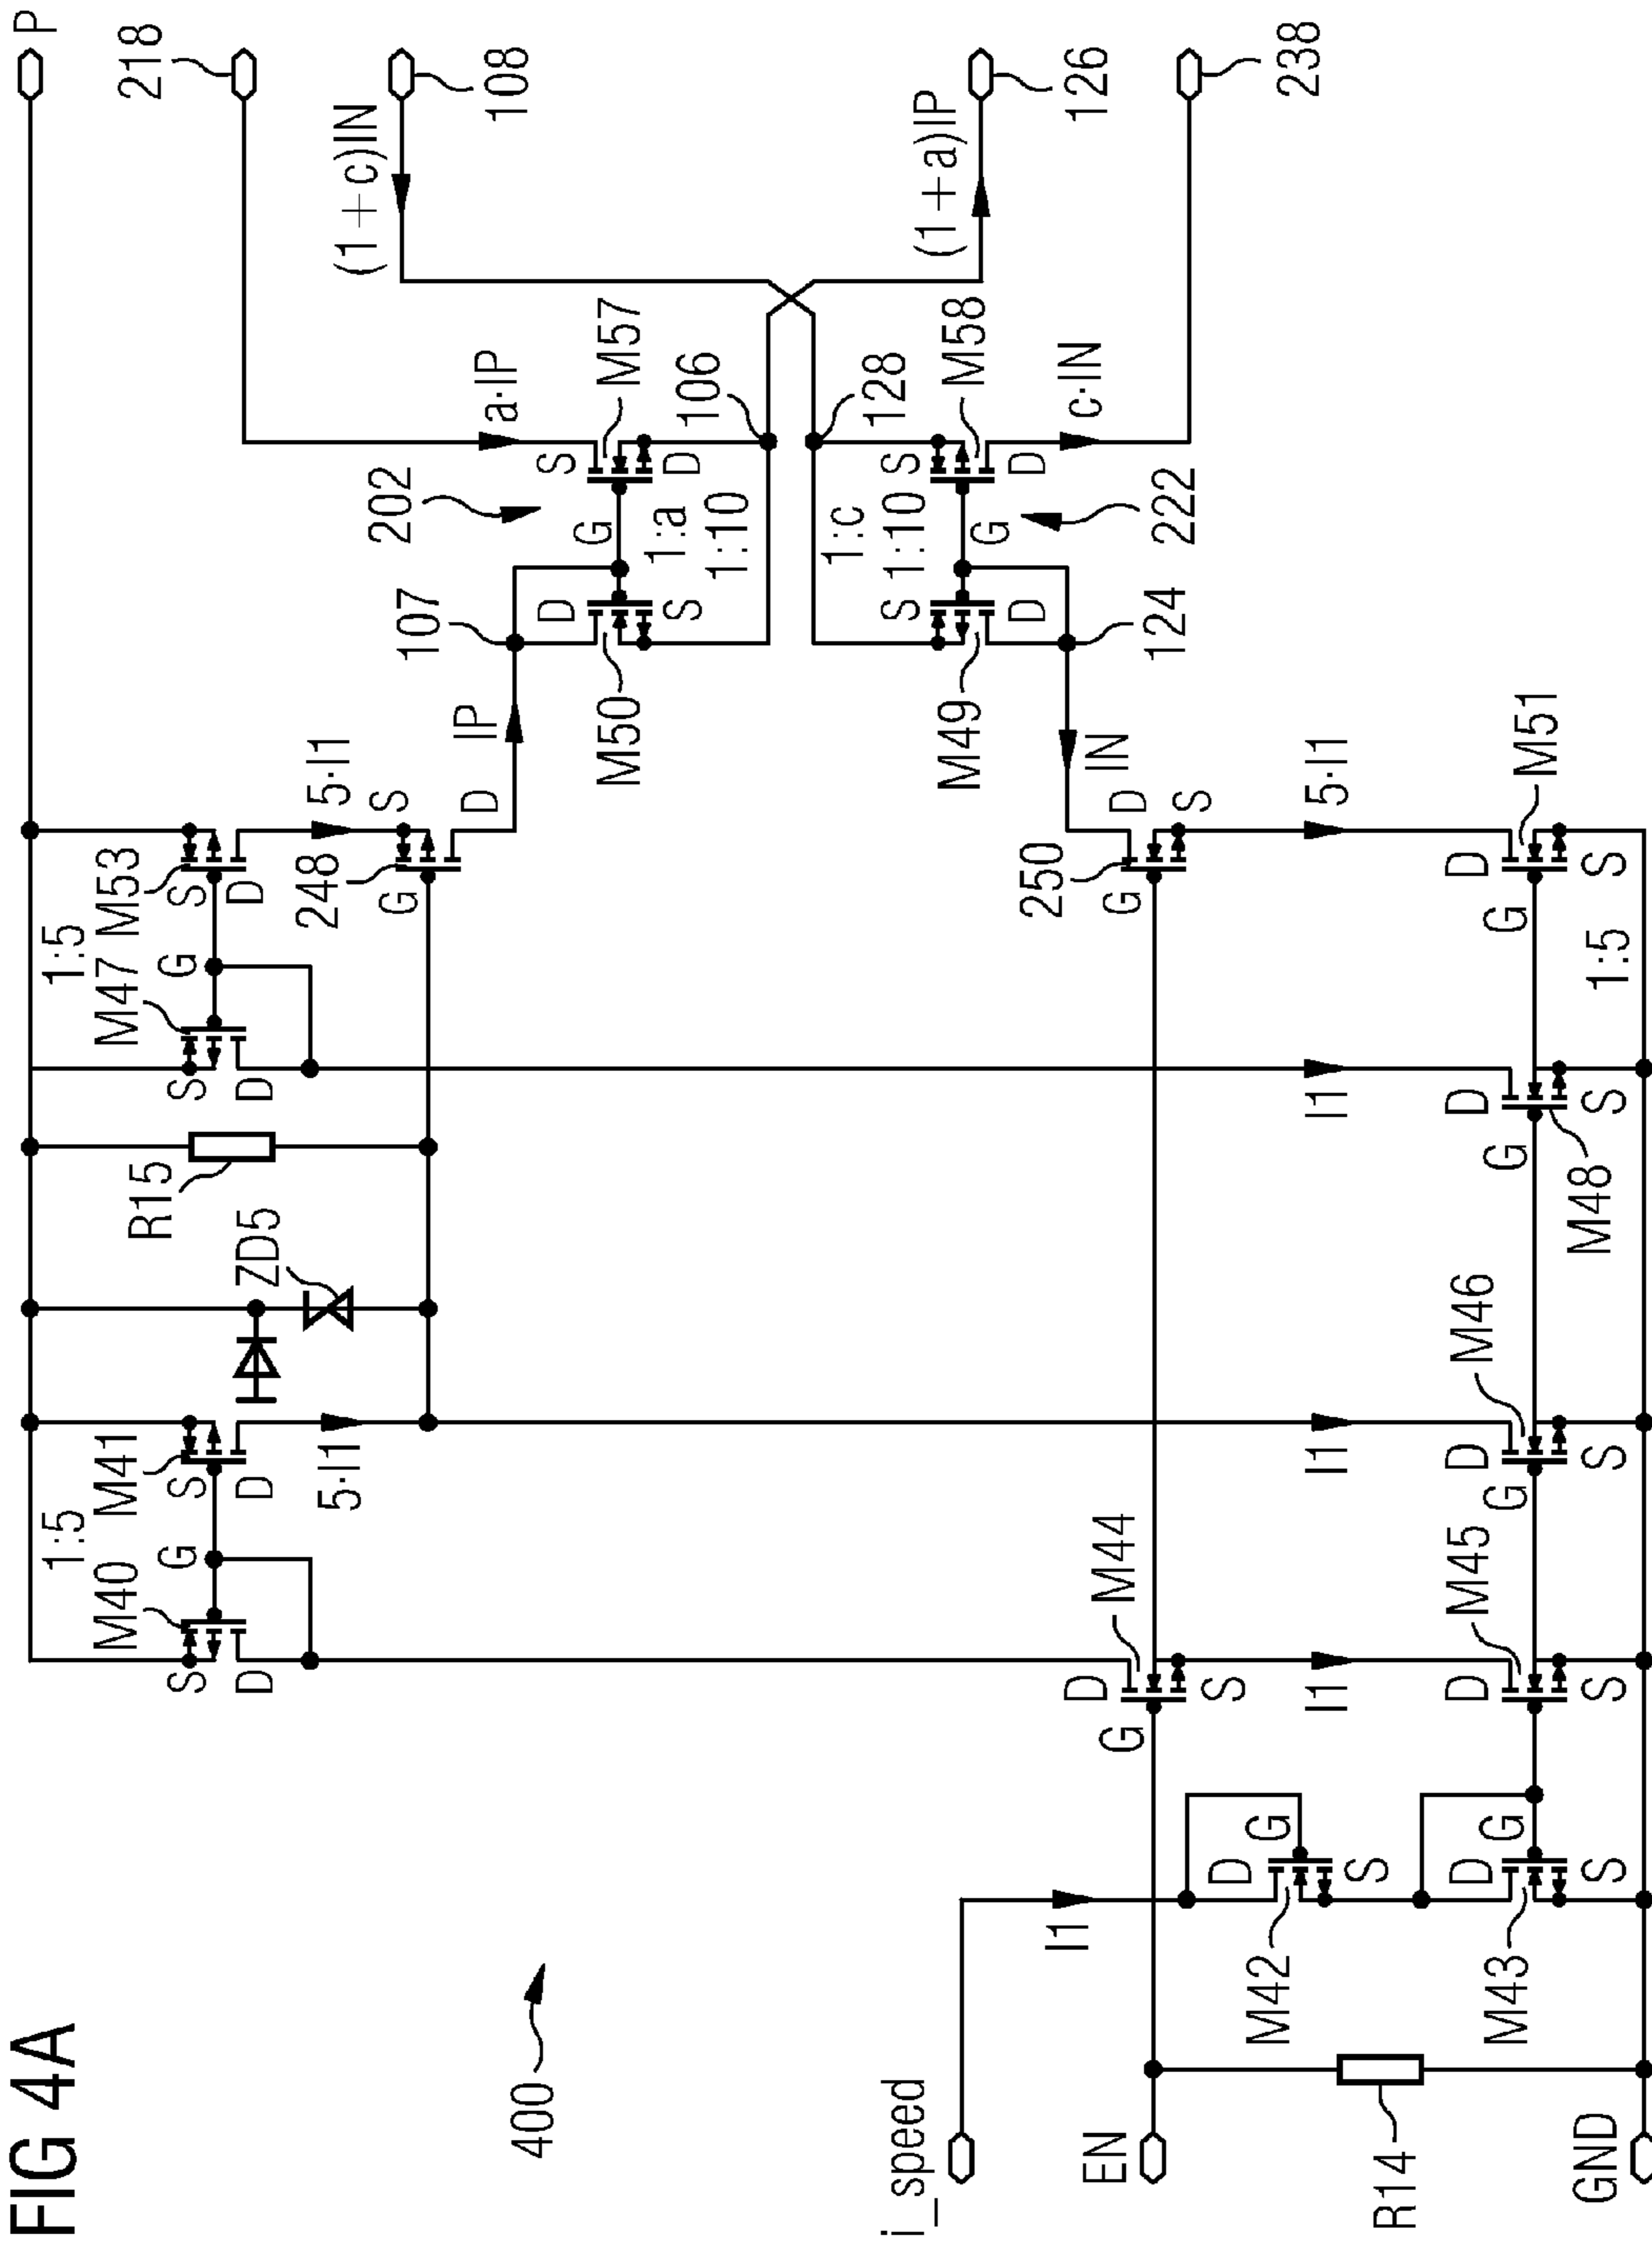 FIG 4A
400
i_speed
EN
GND
R14
I1
M42
D
G
S
M43
D
G
S
1:5
M40
M41
S
G
S
D
D
5·I1
M44
D
G
S
I1
M45
D
G
S
I1
M46
D
G
S
ZD5
R15
1:5
M47
M53
S
G
S
D
D
5·I1
248
S
G
D
IP
I1
M48
D
G
S
1:5
M51
D
G
S
5·I1
250
D
G
S
IN
107
202
M50
D
S
G
1:a
1:10
M57
S
D
a·IP
106
128
1:c
1:10
M49
S
D
G
M58
S
D
c·IN
124
222
(1+c)IN
(1+a)IP
P
218
108
126
238